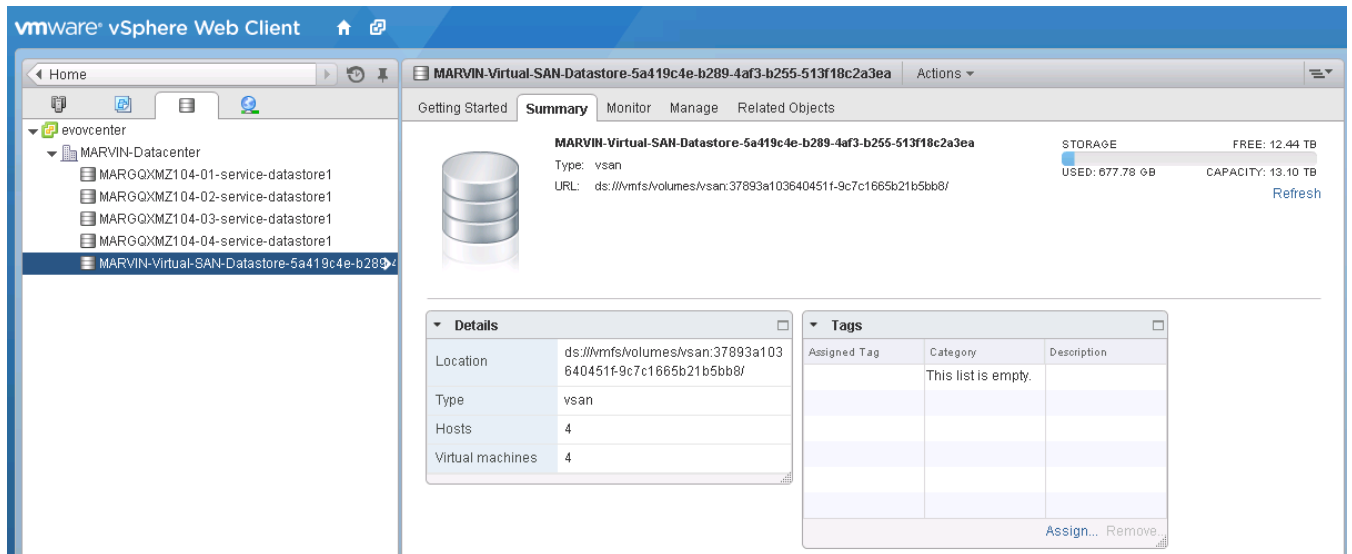 vmware® vSphere Web Client
Home
evovcenter
MARVIN-Datacenter
MARGQXMZ104-01-service-datastore1
MARGQXMZ104-02-service-datastore1
MARGQXMZ104-03-service-datastore1
MARGQXMZ104-04-service-datastore1
MARVIN-Virtual-SAN-Datastore-5a419c4e-b289-4
MARVIN-Virtual-SAN-Datastore-5a419c4e-b289-4af3-b255-513f18c2a3ea Actions
Getting Started Summary Monitor Manage Related Objects
MARVIN-Virtual-SAN-Datastore-5a419c4e-b289-4af3-b255-513f18c2a3ea
Type: vsan
URL: ds:///vmfs/volumes/vsan:37893a103640451f-9c7c1665b21b5bb8/
STORAGE FREE: 12.44 TB
USED: 677.78 GB CAPACITY: 13.10 TB
Refresh
Details
Location ds:///vmfs/volumes/vsan:37893a103
640451f-9c7c1665b21b5bb8/
Type vsan
Hosts 4
Virtual machines 4
Tags
Assigned Tag Category Description
This list is empty.
Assign... Remove...